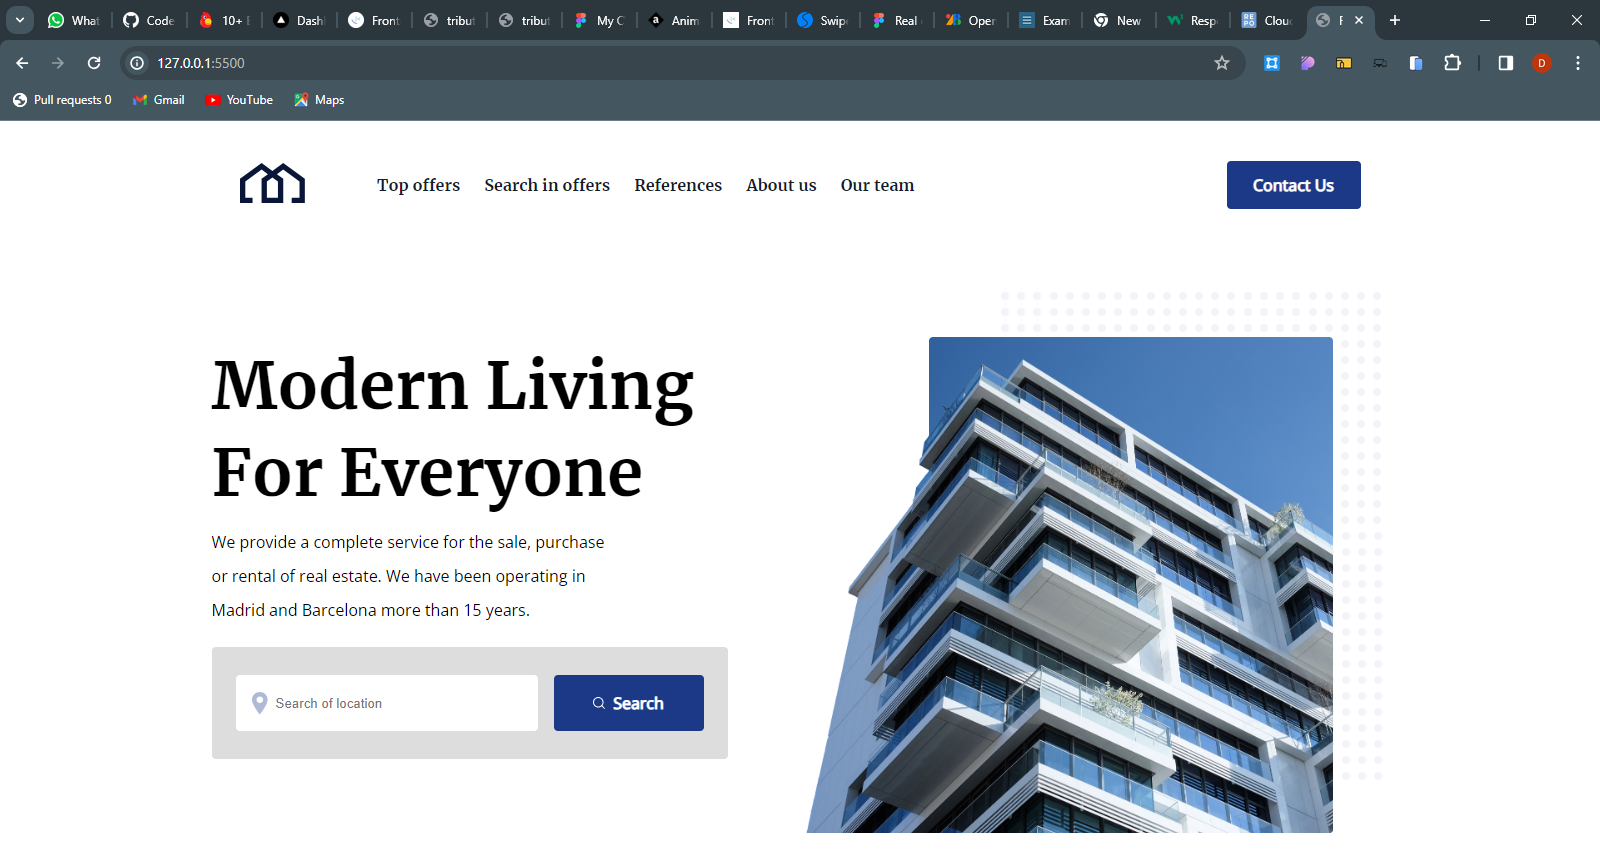 What
Code
10+
Dash
Front
tribut
tribut
My C
Anim
Front
Swip
Real
Oper
Exam
New
Resp
Clou
127.0.0.1:5500
D
Pull requests 0
Gmail
YouTube
Maps
Top offers
Search in offers
References
About us
Our team
Contact Us
Modern Living
For Everyone
We provide a complete service for the sale, purchase
or rental of real estate. We have been operating in
Madrid and Barcelona more than 15 years.
Search of location
Search